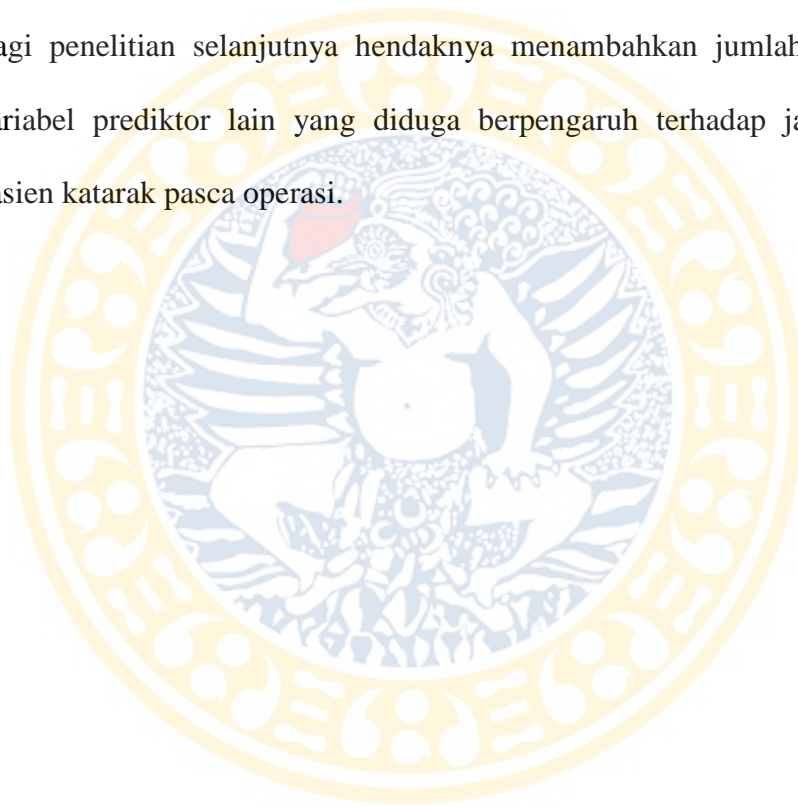 agi penelitian selanjutnya hendaknya menambahkan jumlah
ariabel prediktor lain yang diduga berpengaruh terhadap ja
asien katarak pasca operasi.